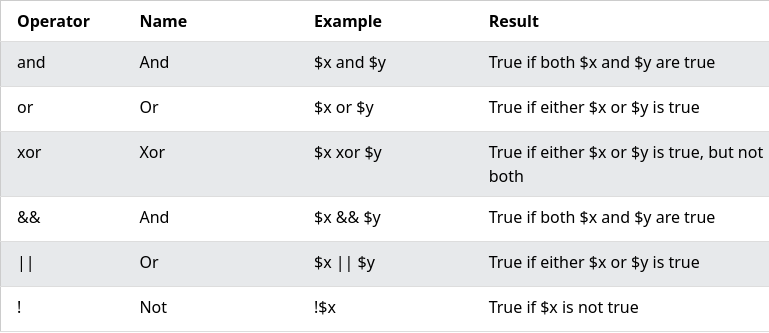 Operator Name Example Result
and And $x and $y True if both $x and $y are true
or Or $x or $y True if either $x or $y is true
xor Xor $x xor $y True if either $x or $y is true, but not
both
&& And $x && $y True if both $x and $y are true
|| Or $x || $y True if either $x or $y is true
! Not !$x True if $x is not true